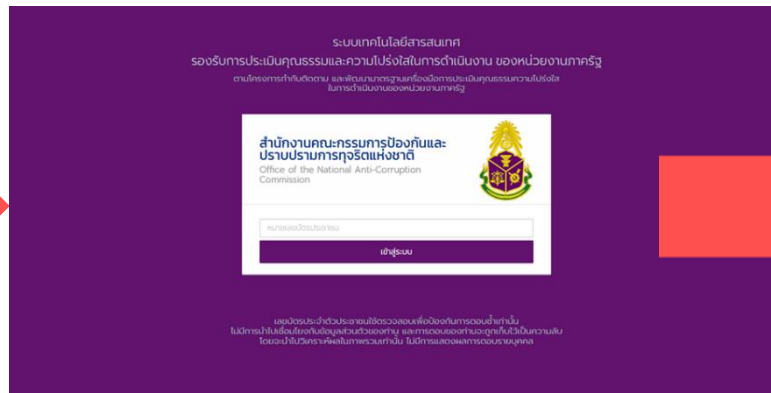 ระบบเทคโนโลยีสารสนเทศ
รองรับการประเมินคุณธรรมและความโปร่งใสในการดำเนินงาน ของหน่วยงานภาครัฐ
ตามโครงการกำกับติดตาม และพัฒนามาตรฐานเครื่องมือการประเมินคุณธรรมความโปร่งใส
ในการดำเนินงานของหน่วยงานภาครัฐ
สำนักงานคณะกรรมการป้องกันและ
ปราบปรามการทุจริตแห่งชาติ
Office of the National Anti-Corruption
Commission
หมายเลขบัตรประชาชน
เข้าสู่ระบบ
เลขบัตรประจำตัวประชาชนใช้ตรวจสอบเพื่อป้องกันการตอบซ้ำเท่านั้น
ไม่มีการนำไปเชื่อมโยงกับข้อมูลส่วนตัวของท่าน และการตอบของท่านจะถูกเก็บไว้เป็นความลับ
โดยจะนำไปวิเคราะห์ผลในภาพรวมเท่านั้น ไม่มีการแสดงผลการตอบรายบุคคล